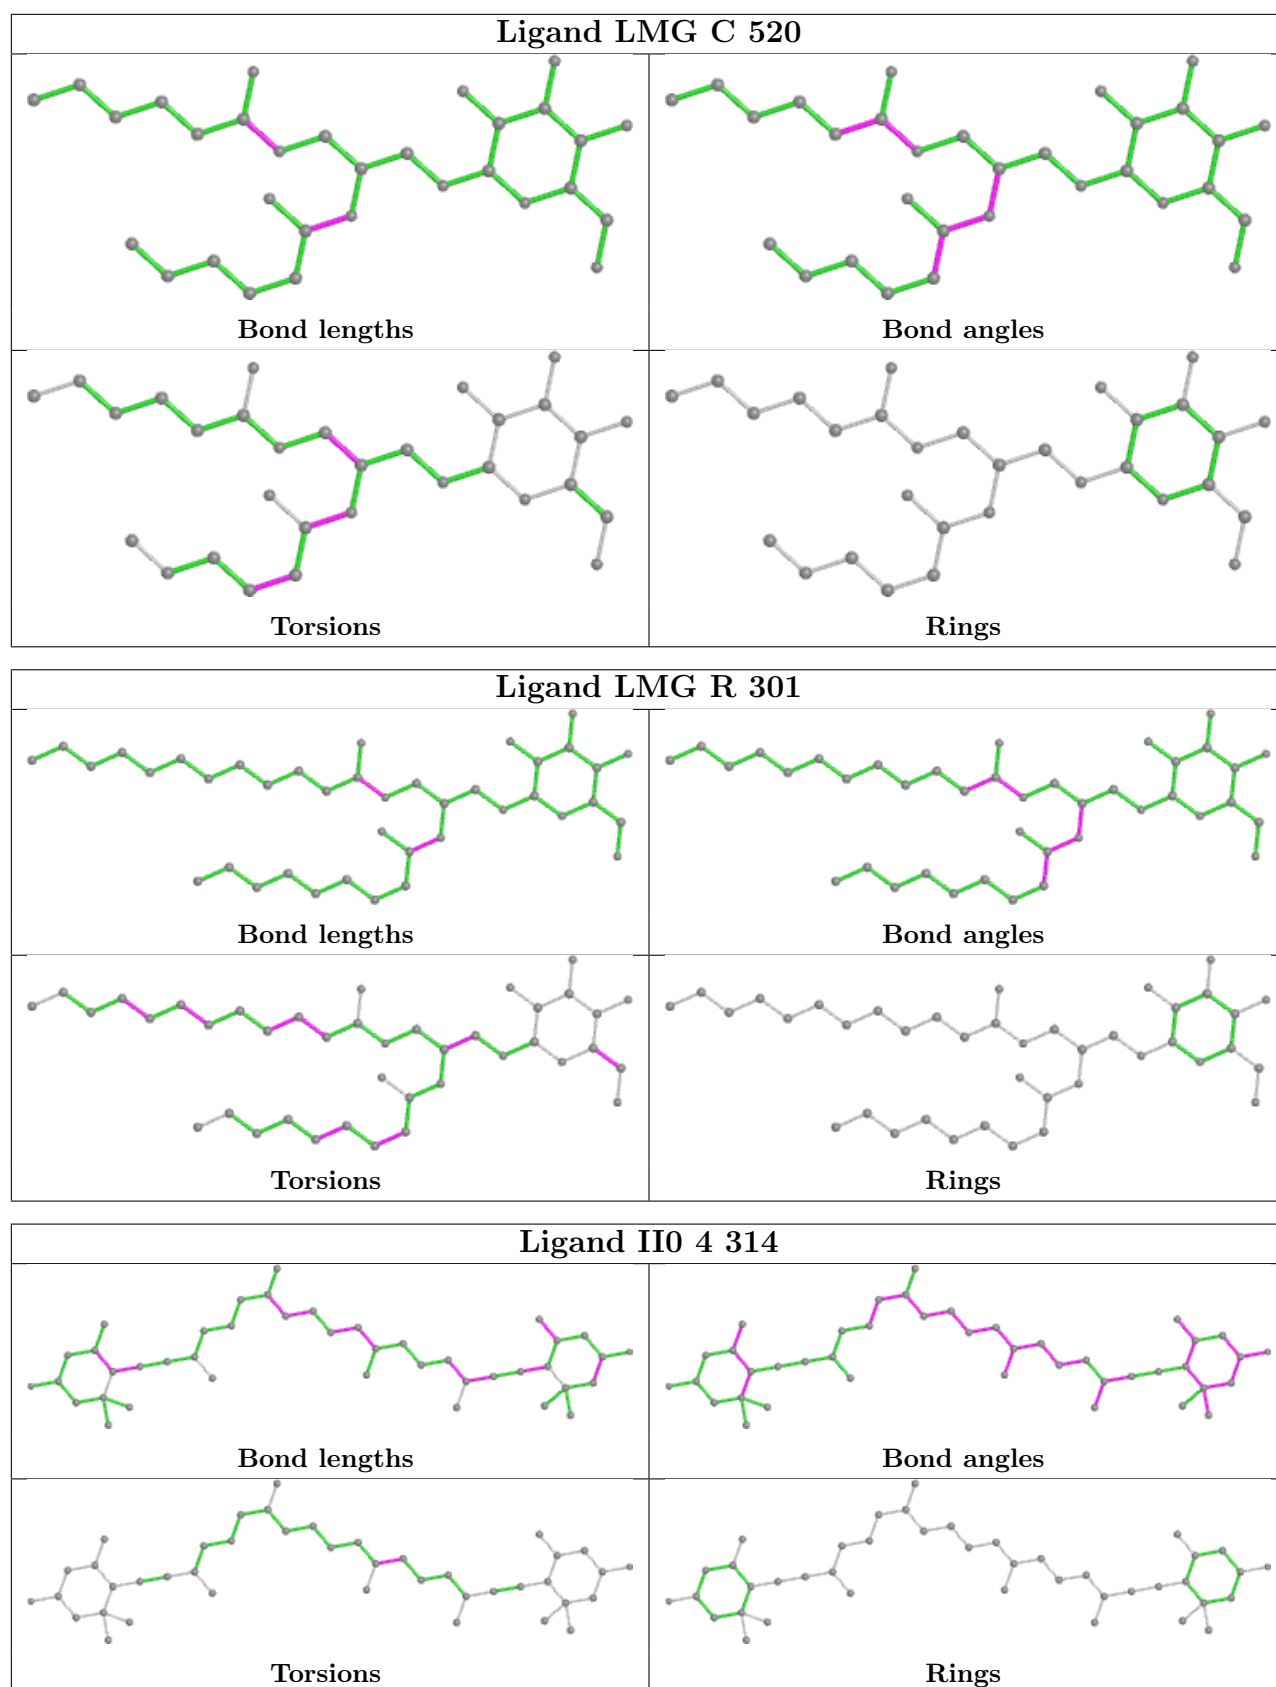 Ligand LMG C 520
Bond lengths
Bond angles
Torsions
Rings
Ligand LMG R 301
Bond lengths
Bond angles
Torsions
Rings
Ligand II0 4 314
Bond lengths
Bond angles
Torsions
Rings